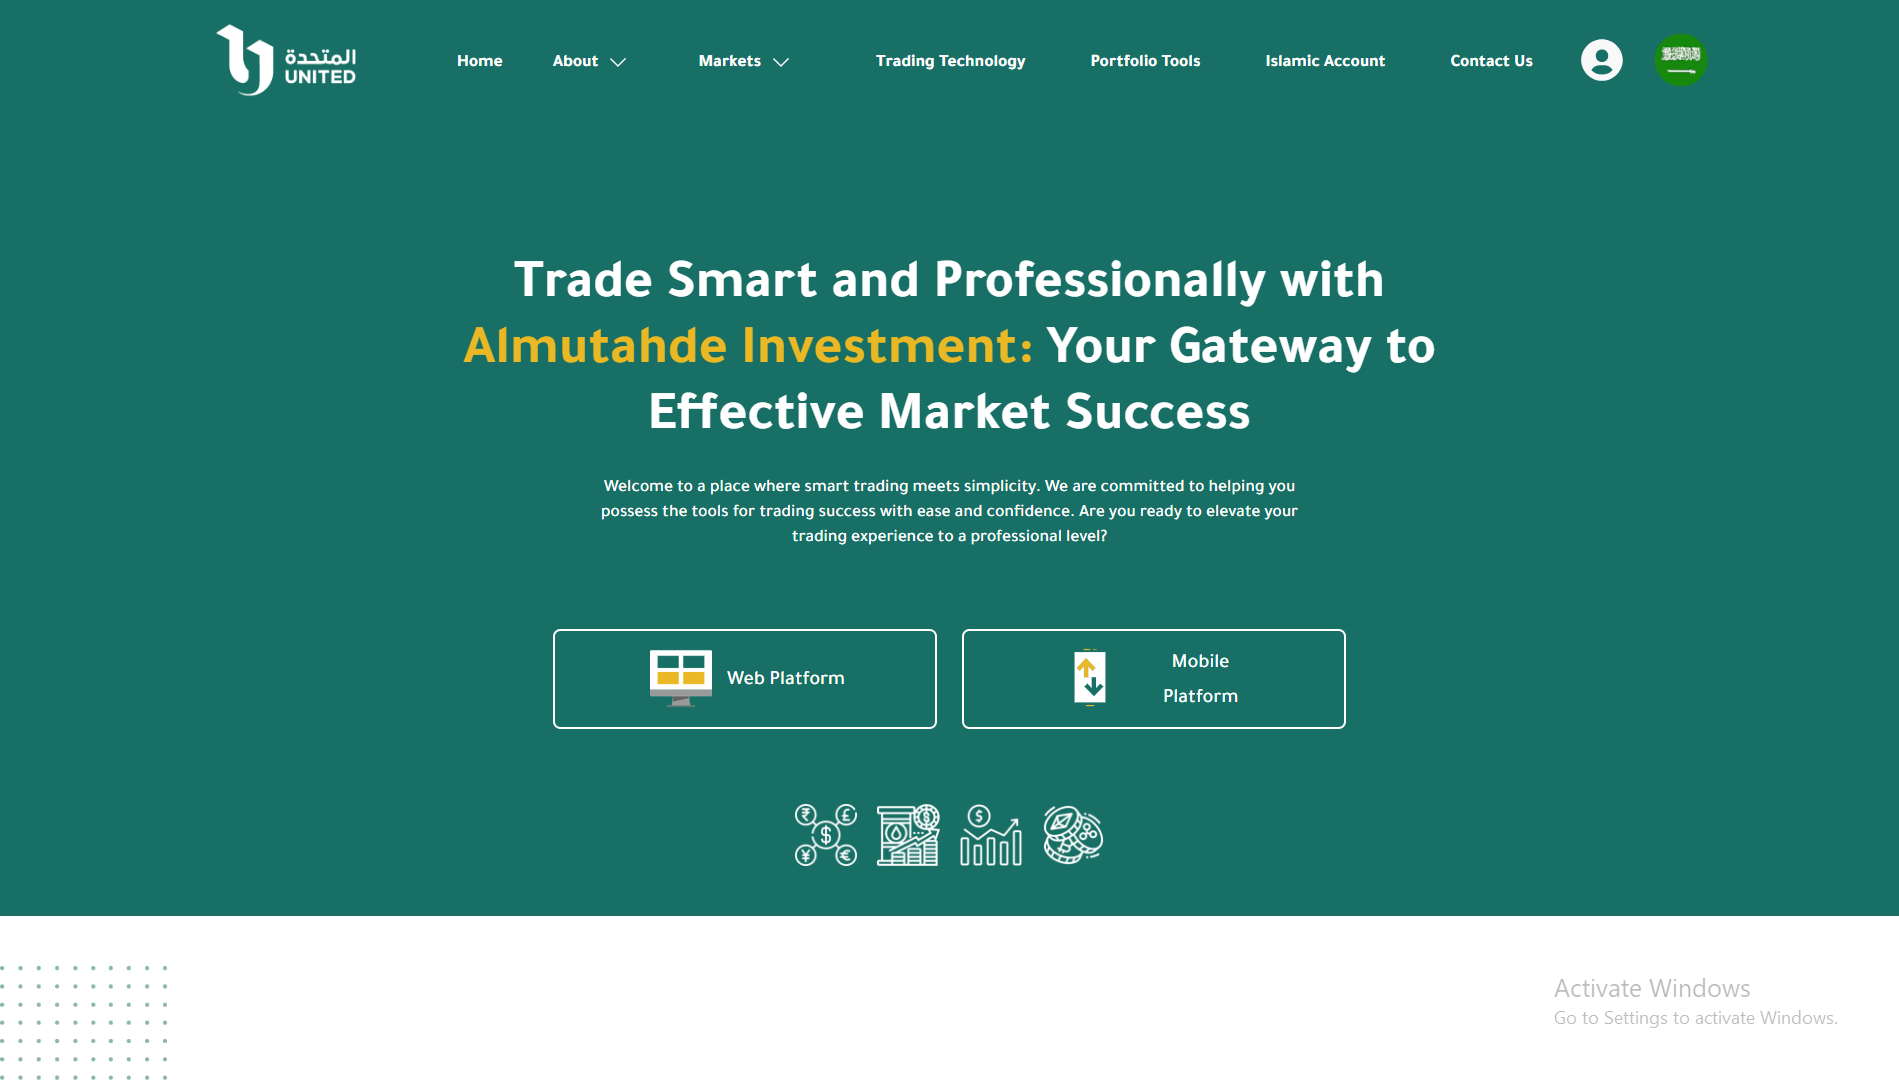 المتحدة
UNITED
Home
About
Markets
Trading Technology
Portfolio Tools
Islamic Account
Contact Us
Trade Smart and Professionally with
Almutahde Investment: Your Gateway to
Effective Market Success
Welcome to a place where smart trading meets simplicity. We are committed to helping you
possess the tools for trading success with ease and confidence. Are you ready to elevate your
trading experience to a professional level?
Web Platform
Mobile
Platform
Activate Windows
Go to Settings to activate Windows.